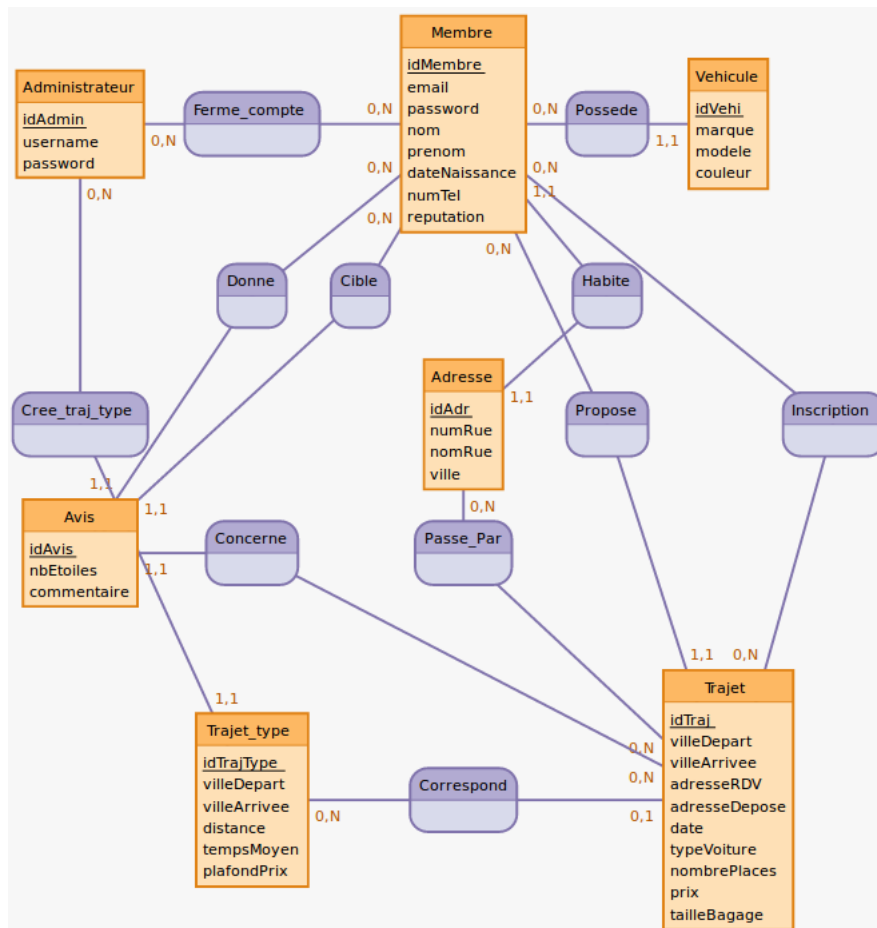 Membre
idMembre
email
password
nom
prenom
dateNaissance
numTel
reputation
Administrateur
idAdmin
username
password
Ferme_compte
0,N
0,N
0,N
Possede
0,N
1,1
Vehicule
idVehi
marque
modele
couleur
0,N
0,N
0,N
1,1
0,N
Donne
Cible
Habite
Adresse
idAdr
numRue
nomRue
ville
1,1
Cree_traj_type
Propose
Inscription
1,1
1,1
Avis
idAvis
nbEtoiles
commentaire
1,1
Concerne
0,N
Passe_Par
1,1
0,N
Trajet
idTraj
villeDepart
villeArrivee
adresseRDV
adresseDepose
date
typeVoiture
nombrePlaces
prix
tailleBagage
0,N
0,N
1,1
Trajet_type
idTrajType
villeDepart
villeArrivee
distance
tempsMoyen
plafondPrix
0,N
Correspond
0,1